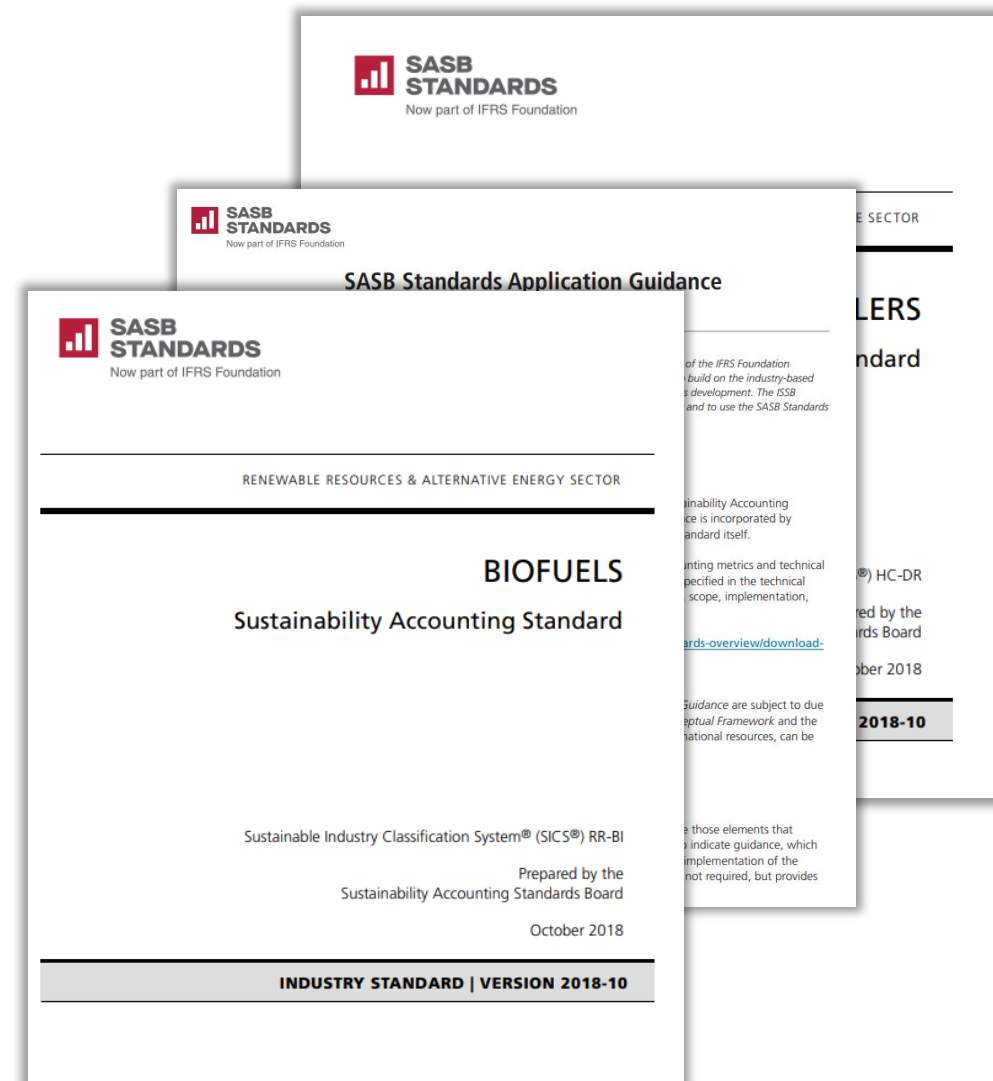 SASB
STANDARDS
Now part of IFRS Foundation
E SECTOR
LERS
ndard
®) HC-DR
red by the
rds Board
ober 2018
2018-10
SASB
STANDARDS
Now part of IFRS Foundation
SASB Standards Application Guidance
of the IFRS Foundation
build on the industry-based
s development. The ISSB
and to use the SASB Standards
ainability Accounting
ce is incorporated by
andard itself.
unting metrics and technical
pecified in the technical
scope, implementation,
ards-overview/download-
Guidance are subject to due
eptual Framework and the
national resources, can be
e those elements that
o indicate guidance, which
implementation of the
not required, but provides
SASB
STANDARDS
Now part of IFRS Foundation
RENEWABLE RESOURCES & ALTERNATIVE ENERGY SECTOR
BIOFUELS
Sustainability Accounting Standard
Sustainable Industry Classification System® (SICS®) RR-BI
Prepared by the
Sustainability Accounting Standards Board
October 2018
INDUSTRY STANDARD | VERSION 2018-10